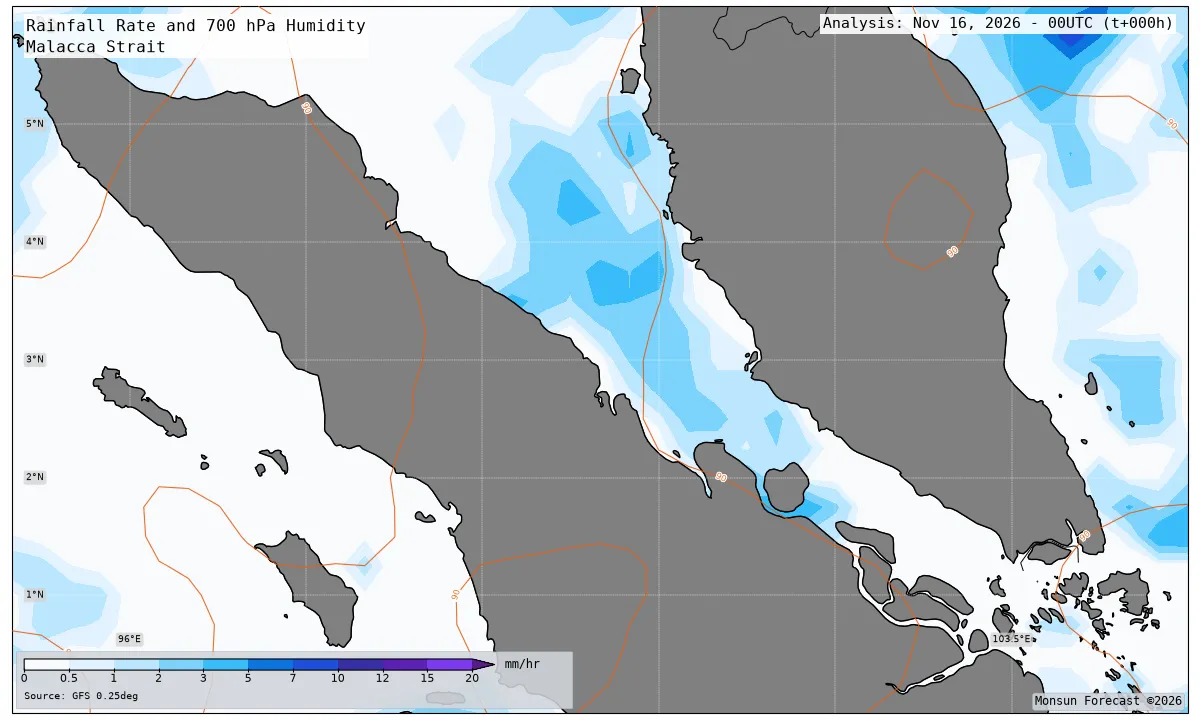 Rainfall Rate and 700 hPa Humidity
Malacca Strait
Analysis: Nov 16, 2026 - 00UTC (t+000h)
90
90
5°N
4°N
90
3°N
2°N
90
90
1°N
90
96°E
103.5°E
mm/hr
0 0.5 1 2 3 5 7 10 12 15 20
Source: GFS 0.25deg
Monsun Forecast ©2026